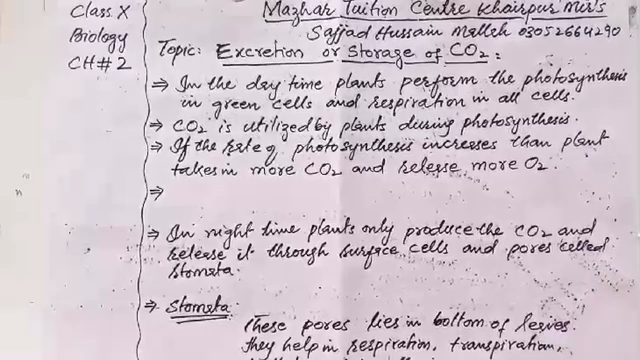 Class X
Mazhar Tuition Centre Khairpur Mir's
Biology
Sajjad Hussain Malleh 03052664290
CH#2
Topic: Excretion or Storage of CO2:
⇒ In the day time plants perform the photosynthesis
in green cells and respiration in all cells.
⇒ CO2 is utilized by plants during photosynthesis.
⇒ If the rate of photosynthesis increases than plant
takes in more CO2 and release more O2.
⇒
⇒ In night time plants only produce the CO2 and
release it through surface cells and pores called
stomata.
⇒ Stomata:
These pores lies in bottom of leaves.
they help in respiration, transpiration,